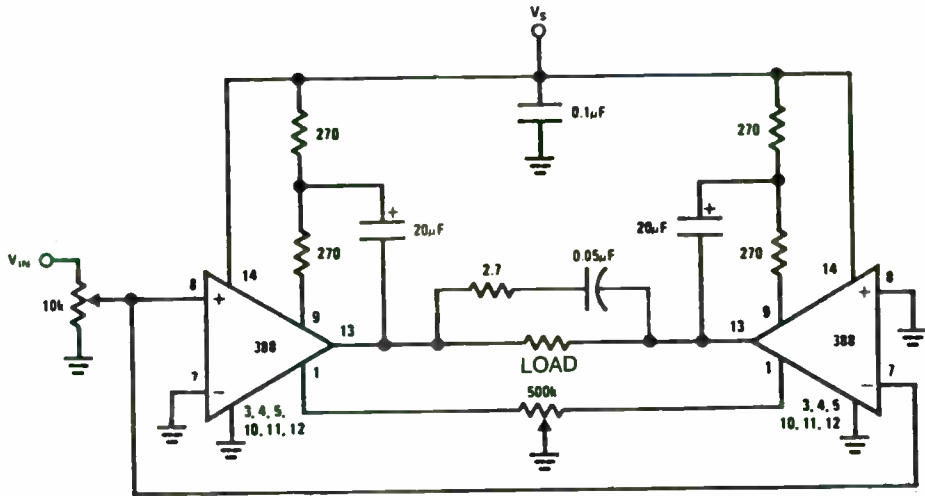 VS
0.1µF
270
270
20µF
270
20µF
270
0.05µF
2.7
VIN
10k
8
+
14
9
13
388
7
−
1
3, 4, 5,
10, 11, 12
LOAD
500k
14
8
+
9
13
388
7
−
1
3, 4, 5
10, 11, 12
+
+